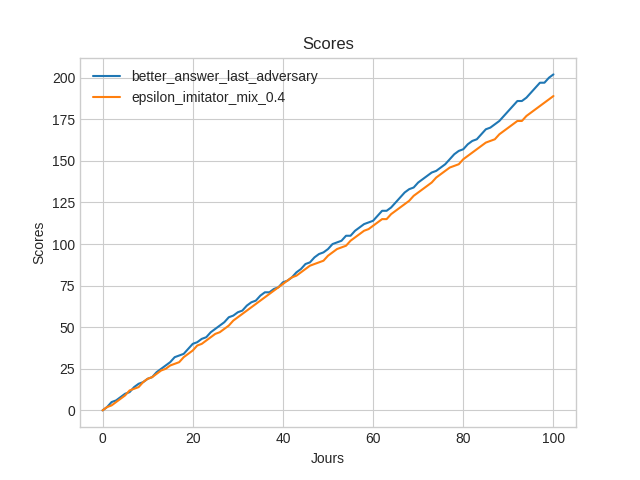 Scores
better_answer_last_adversary
epsilon_imitator_mix_0.4
200
175
150
125
100
75
50
25
0
Scores
0 20 40 60 80 100
Jours